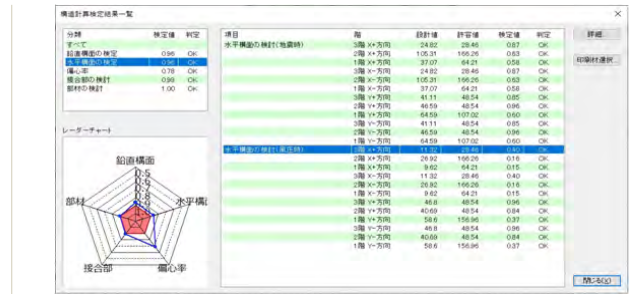 構造計算検定結果一覧
分類 検定値 判定
すべて
鉛直構面の検定 0.96 OK
水平構面の検定 0.96 OK
偏心率 0.78 OK
接合部の検討 0.99 OK
部材の検討 1.00 OK
レーダーチャート
鉛直構面
水平構
偏心率
接合部
部材
項目 階 設計値 許容値 検定値 判定
水平構面の検討(地震時) 3階 X+方向 24.82 28.46 0.87 OK
2階 X+方向 105.31 166.26 0.63 OK
1階 X+方向 37.07 64.21 0.58 OK
3階 X-方向 24.82 28.46 0.87 OK
2階 X-方向 105.31 166.26 0.63 OK
1階 X-方向 37.07 64.21 0.58 OK
3階 Y+方向 41.11 48.54 0.85 OK
2階 Y+方向 46.59 48.54 0.96 OK
1階 Y+方向 64.59 107.02 0.60 OK
3階 Y-方向 41.11 48.54 0.85 OK
2階 Y-方向 46.59 48.54 0.96 OK
1階 Y-方向 64.59 107.02 0.60 OK
水平構面の検討(風圧時) 3階 X+方向 11.32 28.46 0.40 OK
2階 X+方向 26.92 166.26 0.16 OK
1階 X+方向 9.62 64.21 0.15 OK
3階 X-方向 11.32 28.46 0.40 OK
2階 X-方向 26.92 166.26 0.16 OK
1階 X-方向 9.62 64.21 0.15 OK
3階 Y+方向 46.8 48.54 0.96 OK
2階 Y+方向 40.69 48.54 0.84 OK
1階 Y+方向 58.6 156.96 0.37 OK
3階 Y-方向 46.8 48.54 0.96 OK
2階 Y-方向 40.69 48.54 0.84 OK
1階 Y-方向 58.6 156.96 0.37 OK
詳細...
印刷材選択...
閉じる(X)